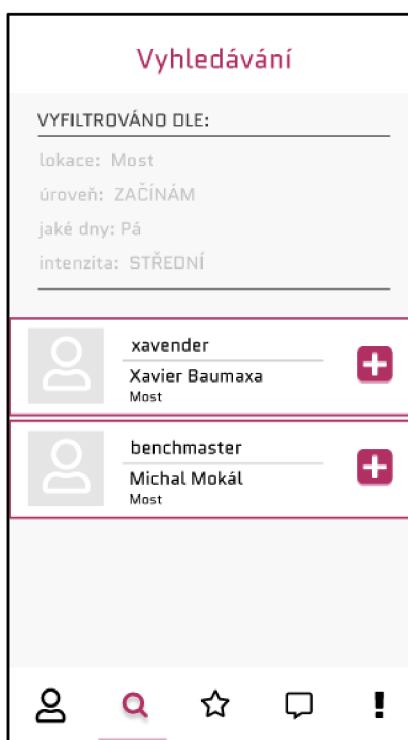 Vyhledávání
VYFILTROVÁNO DLE:
lokace: Most
úroveň: ZAČÍNÁM
jaké dny: Pá
intenzita: STŘEDNÍ
xavender
Xavier Baumaxa
Most
benchmaster
Michal Mokál
Most